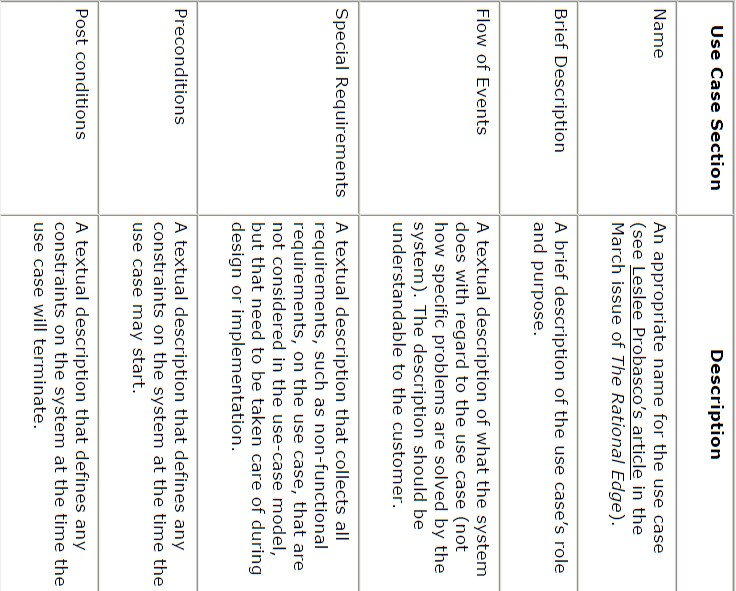 Use Case Section
Description
Name
An appropriate name for the use case
(see Leslee Probasco's article in the
March issue of The Rational Edge).
Brief Description
A brief description of the use case's role
and purpose.
Flow of Events
A textual description of what the system
does with regard to the use case (not
how specific problems are solved by the
system). The description should be
understandable to the customer.
Special Requirements
A textual description that collects all
requirements, such as non-functional
requirements, on the use case, that are
not considered in the use-case model,
but that need to be taken care of during
design or implementation.
Preconditions
A textual description that defines any
constraints on the system at the time the
use case may start.
Post conditions
A textual description that defines any
constraints on the system at the time the
use case will terminate.